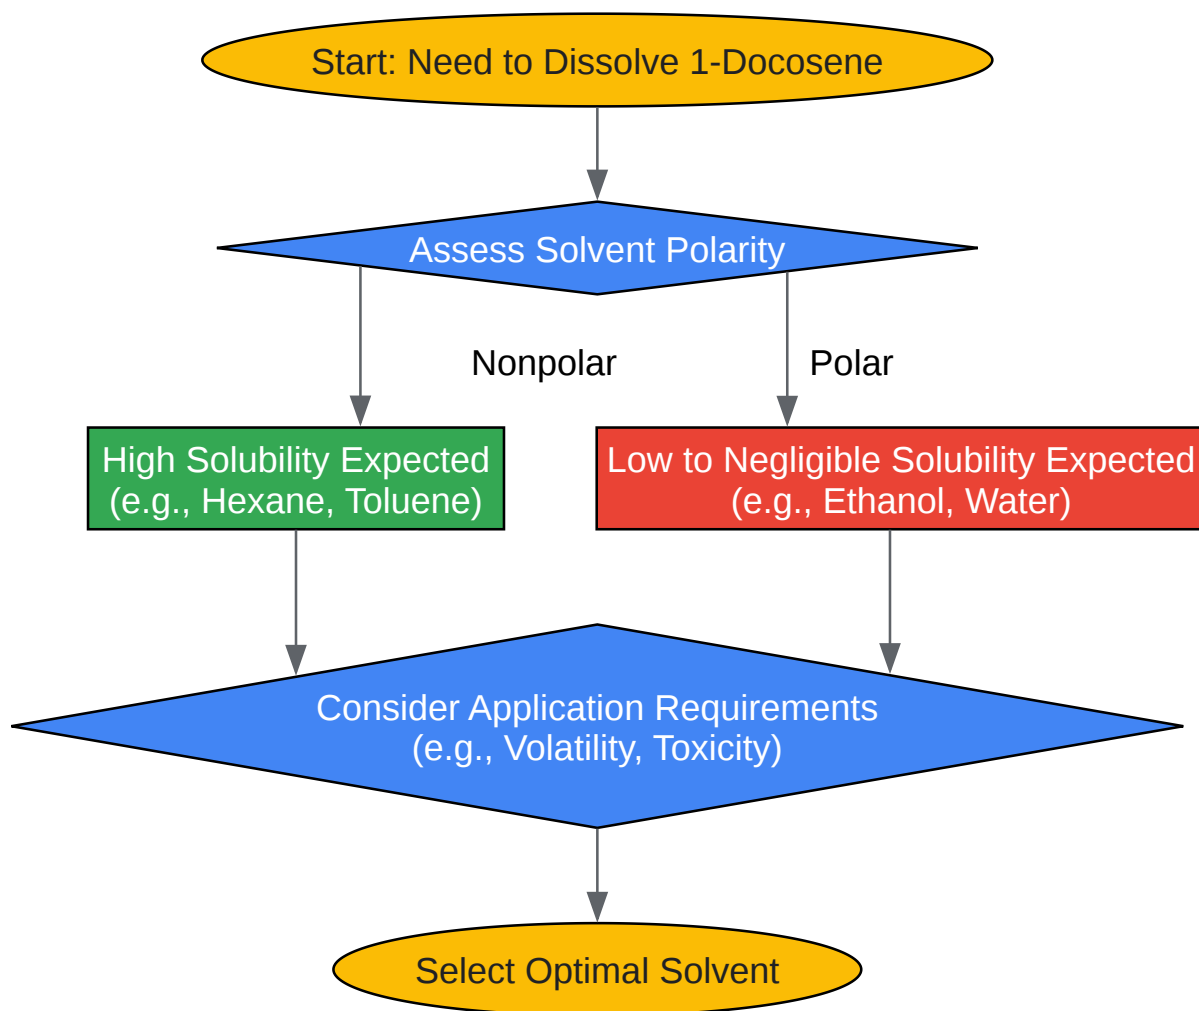 Start: Need to Dissolve 1-Docosene
Assess Solvent Polarity
Nonpolar
Polar
High Solubility Expected
(e.g., Hexane, Toluene)
Low to Negligible Solubility Expected
(e.g., Ethanol, Water)
Consider Application Requirements
(e.g., Volatility, Toxicity)
Select Optimal Solvent